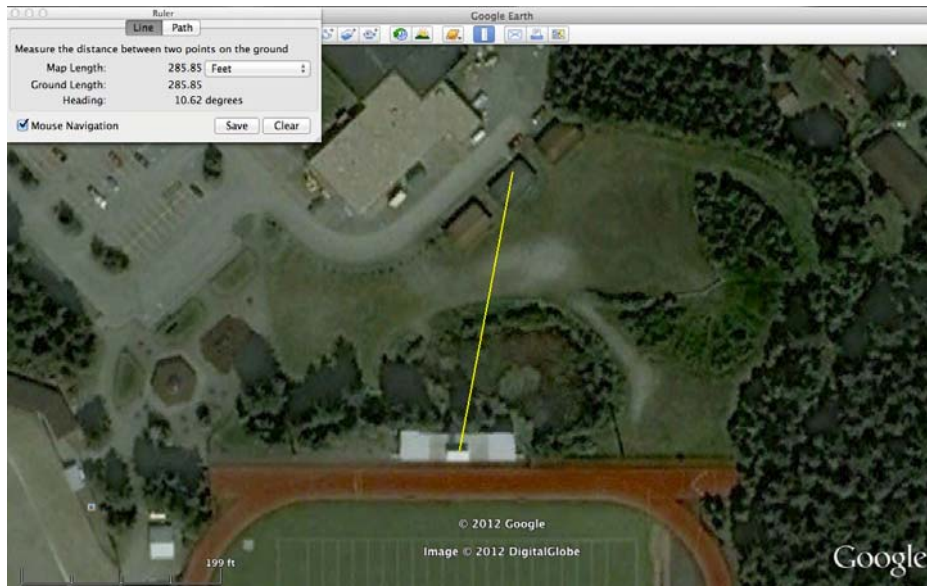 Ruler
Google Earth
Line Path
Measure the distance between two points on the ground
Map Length: 285.85 Feet
Ground Length: 285.85
Heading: 10.62 degrees
Mouse Navigation Save Clear
© 2012 Google
Image © 2012 DigitalGlobe
199 ft
Google